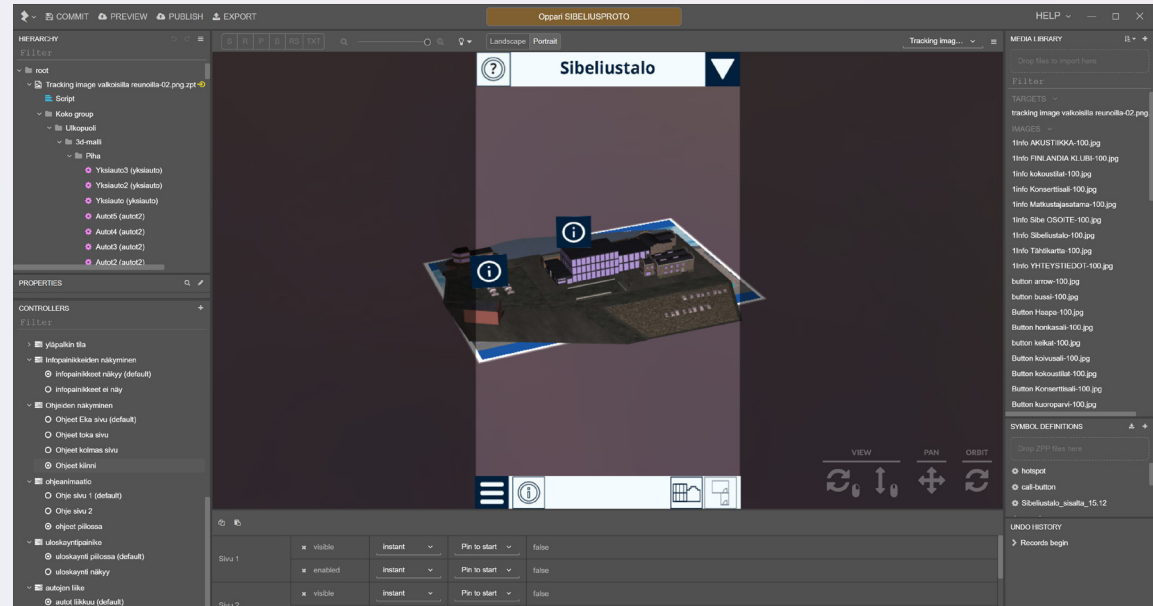 COMMIT PREVIEW PUBLISH EXPORT
Oppari SIBELIUSPROTO
HELP
HIERARCHY
Filter
root
Tracking image valkoisilla reunoilla-02.png.zpt
Script
Koko group
Ulkopuoli
3d-malli
Piha
Yksiauto3 (yksiauto)
Yksiauto2 (yksiauto)
Yksiauto (yksiauto)
Autot5 (autot2)
Autot4 (autot2)
Autot3 (autot2)
Autot2 (autot2)
PROPERTIES
CONTROLLERS
Filter
yläpalkin tila
Infopainikkeiden näkyminen
infopainikkeet näkyy (default)
infopainikkeet ei näy
Ohjeiden näkyminen
Ohjeet Eka sivu (default)
Ohjeet toka sivu
Ohjeet kolmas sivu
Ohjeet kiinni
ohjeanimaatio
Ohje sivu 1 (default)
Ohje sivu 2
ohjeet piilossa
uloskayntipainike
uloskaynti piilossa (default)
uloskaynti näkyy
autojen liike
autot liikkuu (default)
TXT
Landscape Portrait
Tracking imag...
Sibeliustalo
VIEW PAN ORBIT
Sivu 1
visible instant Pin to start false
enabled instant Pin to start false
Sivu 2
visible instant Pin to start false
MEDIA LIBRARY
Drop files to import here
Filter
TARGETS
tracking image valkoisilla reunoilla-02.png
IMAGES
1Info AKUSTIIKKA-100.jpg
1Info FINLANDIA KLUBI-100.jpg
1info kokoustilat-100.jpg
1info Konserttisali-100.jpg
1info Matkustajasatama-100.jpg
1info Sibe OSOITE-100.jpg
1Info Sibeliustalo-100.jpg
1Info Tähtikartta-100.jpg
1Info YHTEYSTIEDOT-100.jpg
button arrow-100.jpg
button bussi-100.jpg
Button Haapa-100.jpg
Button honkasali-100.jpg
button keikat-100.jpg
Button koivusali-100.jpg
Button kokoustilat-100.jpg
Button Konserttisali-100.jpg
Button kuoroparvi-100.jpg
SYMBOL DEFINITIONS
Drop ZPP files here
hotspot
call-button
Sibeliustalo_sisalta_15.12
UNDO HISTORY
Records begin